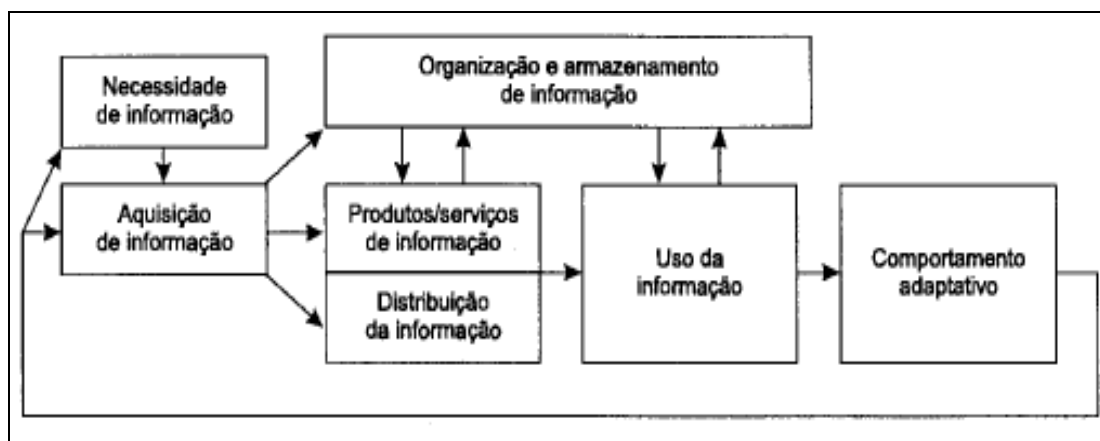 Necessidade
de informação
Organização e armazenamento
de informação
Aquisição
de informação
Produtos/serviços
de informação
Distribuição
da informação
Uso da
informação
Comportamento
adaptativo